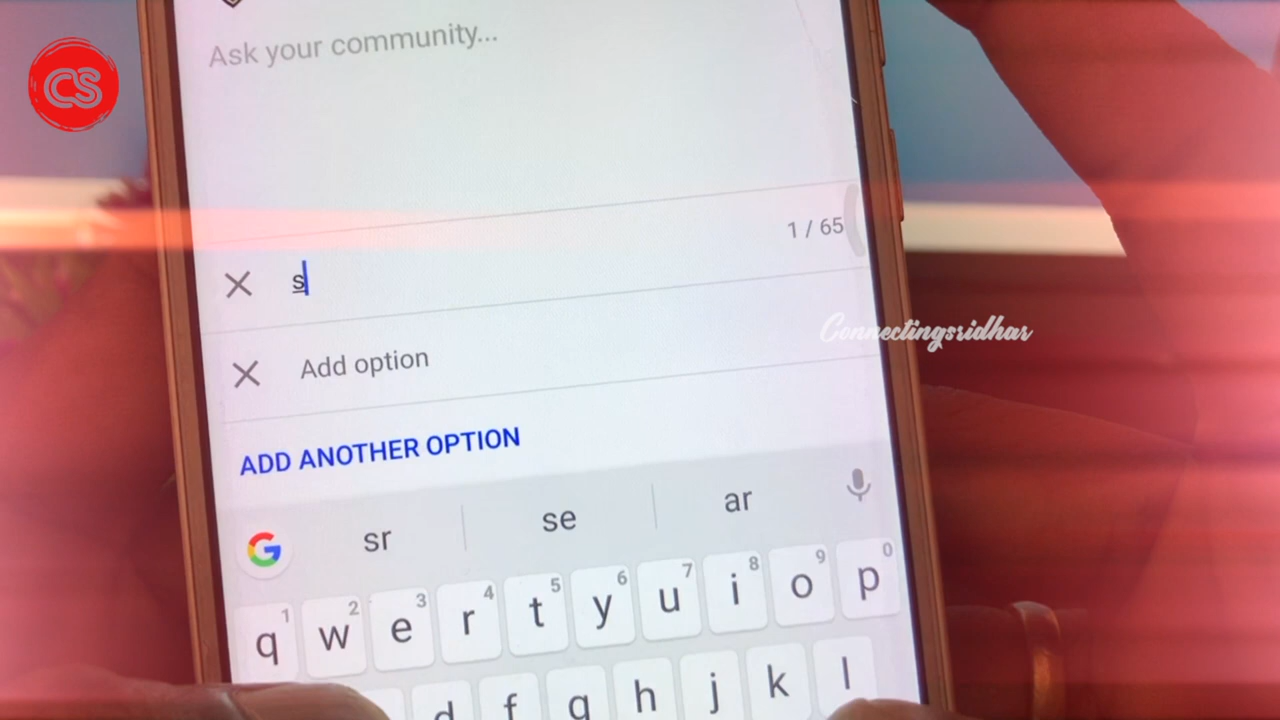 CS
Ask your community...
1 / 65
s
Connectingsridhar
Add option
ADD ANOTHER OPTION
sr se ar
1 2 3 4 5 6 7 8 9 0
q w e r t y u i o p
d f g h j k l